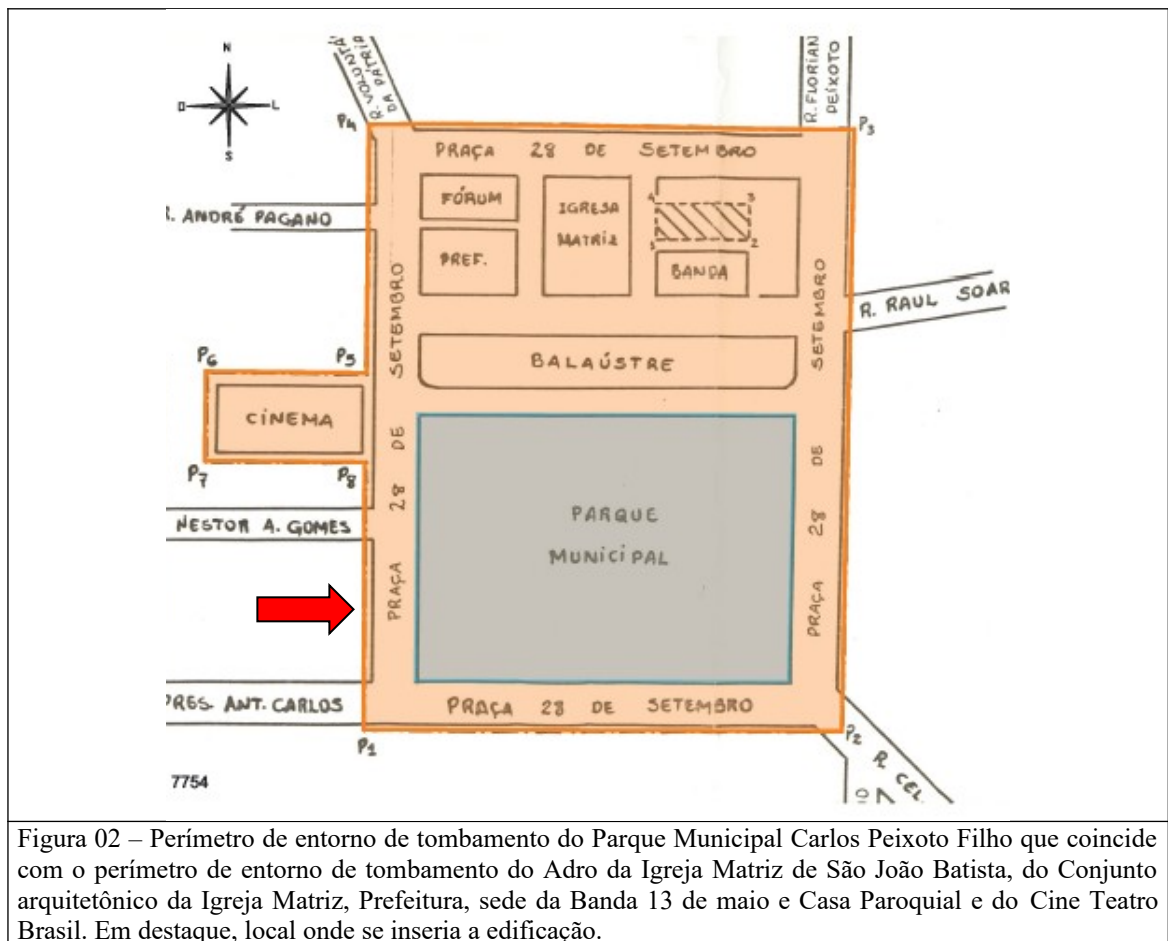 N
O L
S
R. VOLUNTÁ
DA PÁTRIA
R. FLORIAN
PEIXOTO
P4
P3
PRAÇA 28 DE SETEMBRO
FÓRUM
IGRESA
MATRIZ
4 3
1 2
R. ANDRÉ PAGANO
PREF.
BANDA
SETEMBRO
SETEMBRO
R. RAUL SOAR
BALAÚSTRE
P6 P5
CINEMA
DE
DE
P7 P8
28
28
NESTOR A. GOMES
PARQUE
MUNICIPAL
PRAÇA
PRAÇA
PRES. ANT. CARLOS
PRAÇA 28 DE SETEMBRO
P1
P2
R CEL.
7754
Figura 02 – Perímetro de entorno de tombamento do Parque Municipal Carlos Peixoto Filho que coincide
com o perímetro de entorno de tombamento do Adro da Igreja Matriz de São João Batista, do Conjunto
arquitetônico da Igreja Matriz, Prefeitura, sede da Banda 13 de maio e Casa Paroquial e do Cine Teatro
Brasil. Em destaque, local onde se inseria a edificação.